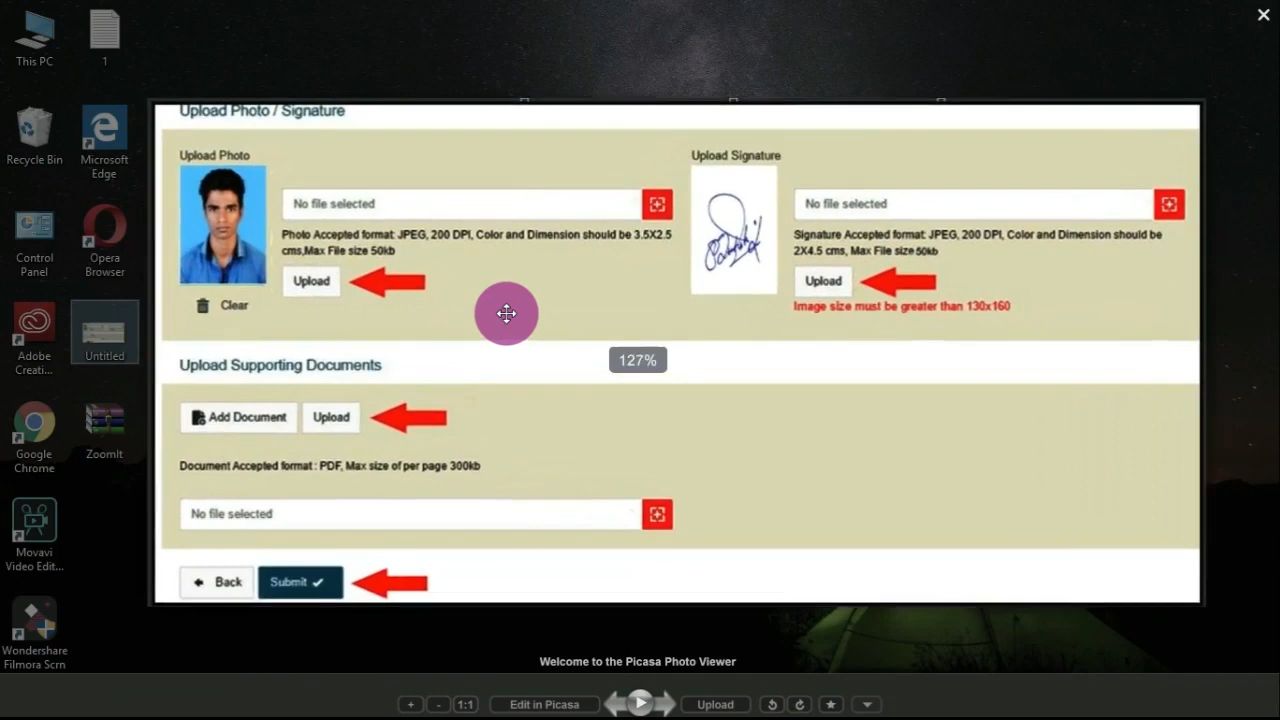 This PC
1
Recycle Bin
Microsoft
Edge
Control
Panel
Opera
Browser
Adobe
Creati...
Untitled
Google
Chrome
ZoomIt
Movavi
Video Edit...
Wondershare
Filmora Scrn
Upload Photo / Signature
Upload Photo
No file selected
Photo Accepted format: JPEG, 200 DPI, Color and Dimension should be 3.5X2.5
cms,Max File size 50kb
Upload
Clear
Upload Signature
No file selected
Signature Accepted format: JPEG, 200 DPI, Color and Dimension should be
2X4.5 cms, Max File size 50kb
Upload
Image size must be greater than 130x160
127%
Upload Supporting Documents
Add Document
Upload
Document Accepted format : PDF, Max size of per page 300kb
No file selected
Back
Submit
Welcome to the Picasa Photo Viewer
+
-
1:1
Edit in Picasa
Upload